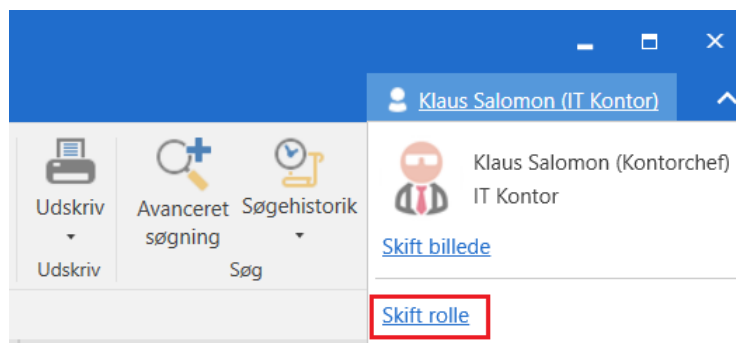 Klaus Salomon (IT Kontor)
Udskriv
Avanceret
søgning
Søgehistorik
Udskriv
Søg
Klaus Salomon (Kontorchef)
IT Kontor
Skift billede
Skift rolle